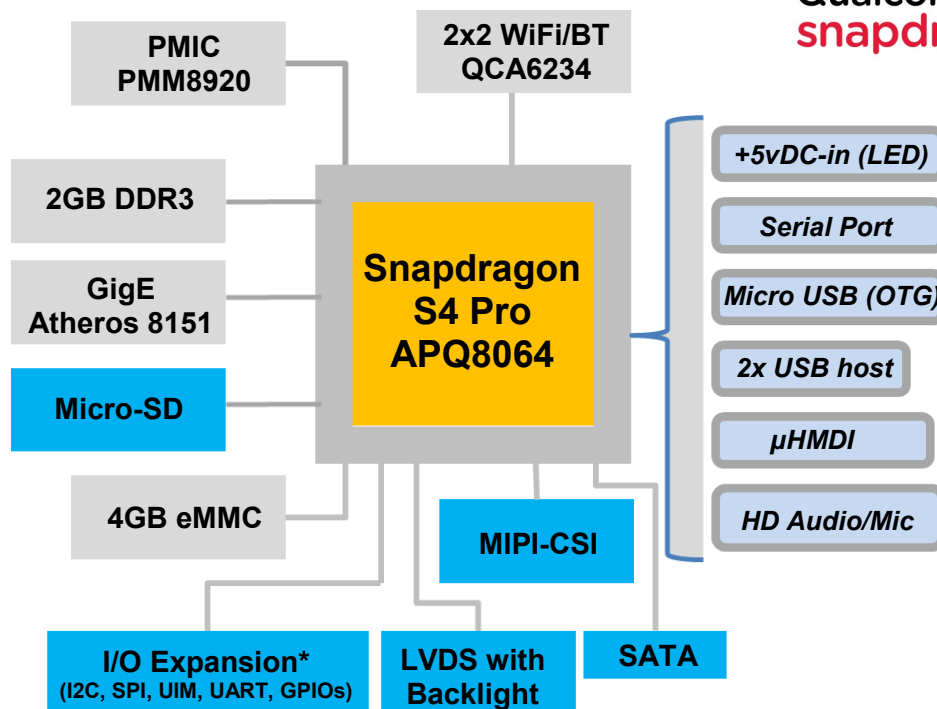 Qualco
snapdr
PMIC
PMM8920
2x2 WiFi/BT
QCA6234
2GB DDR3
GigE
Atheros 8151
Micro-SD
4GB eMMC
Snapdragon
S4 Pro
APQ8064
+5vDC-in (LED)
Serial Port
Micro USB (OTG)
2x USB host
µHMDI
HD Audio/Mic
MIPI-CSI
I/O Expansion*
(I2C, SPI, UIM, UART, GPIOs)
LVDS with
Backlight
SATA